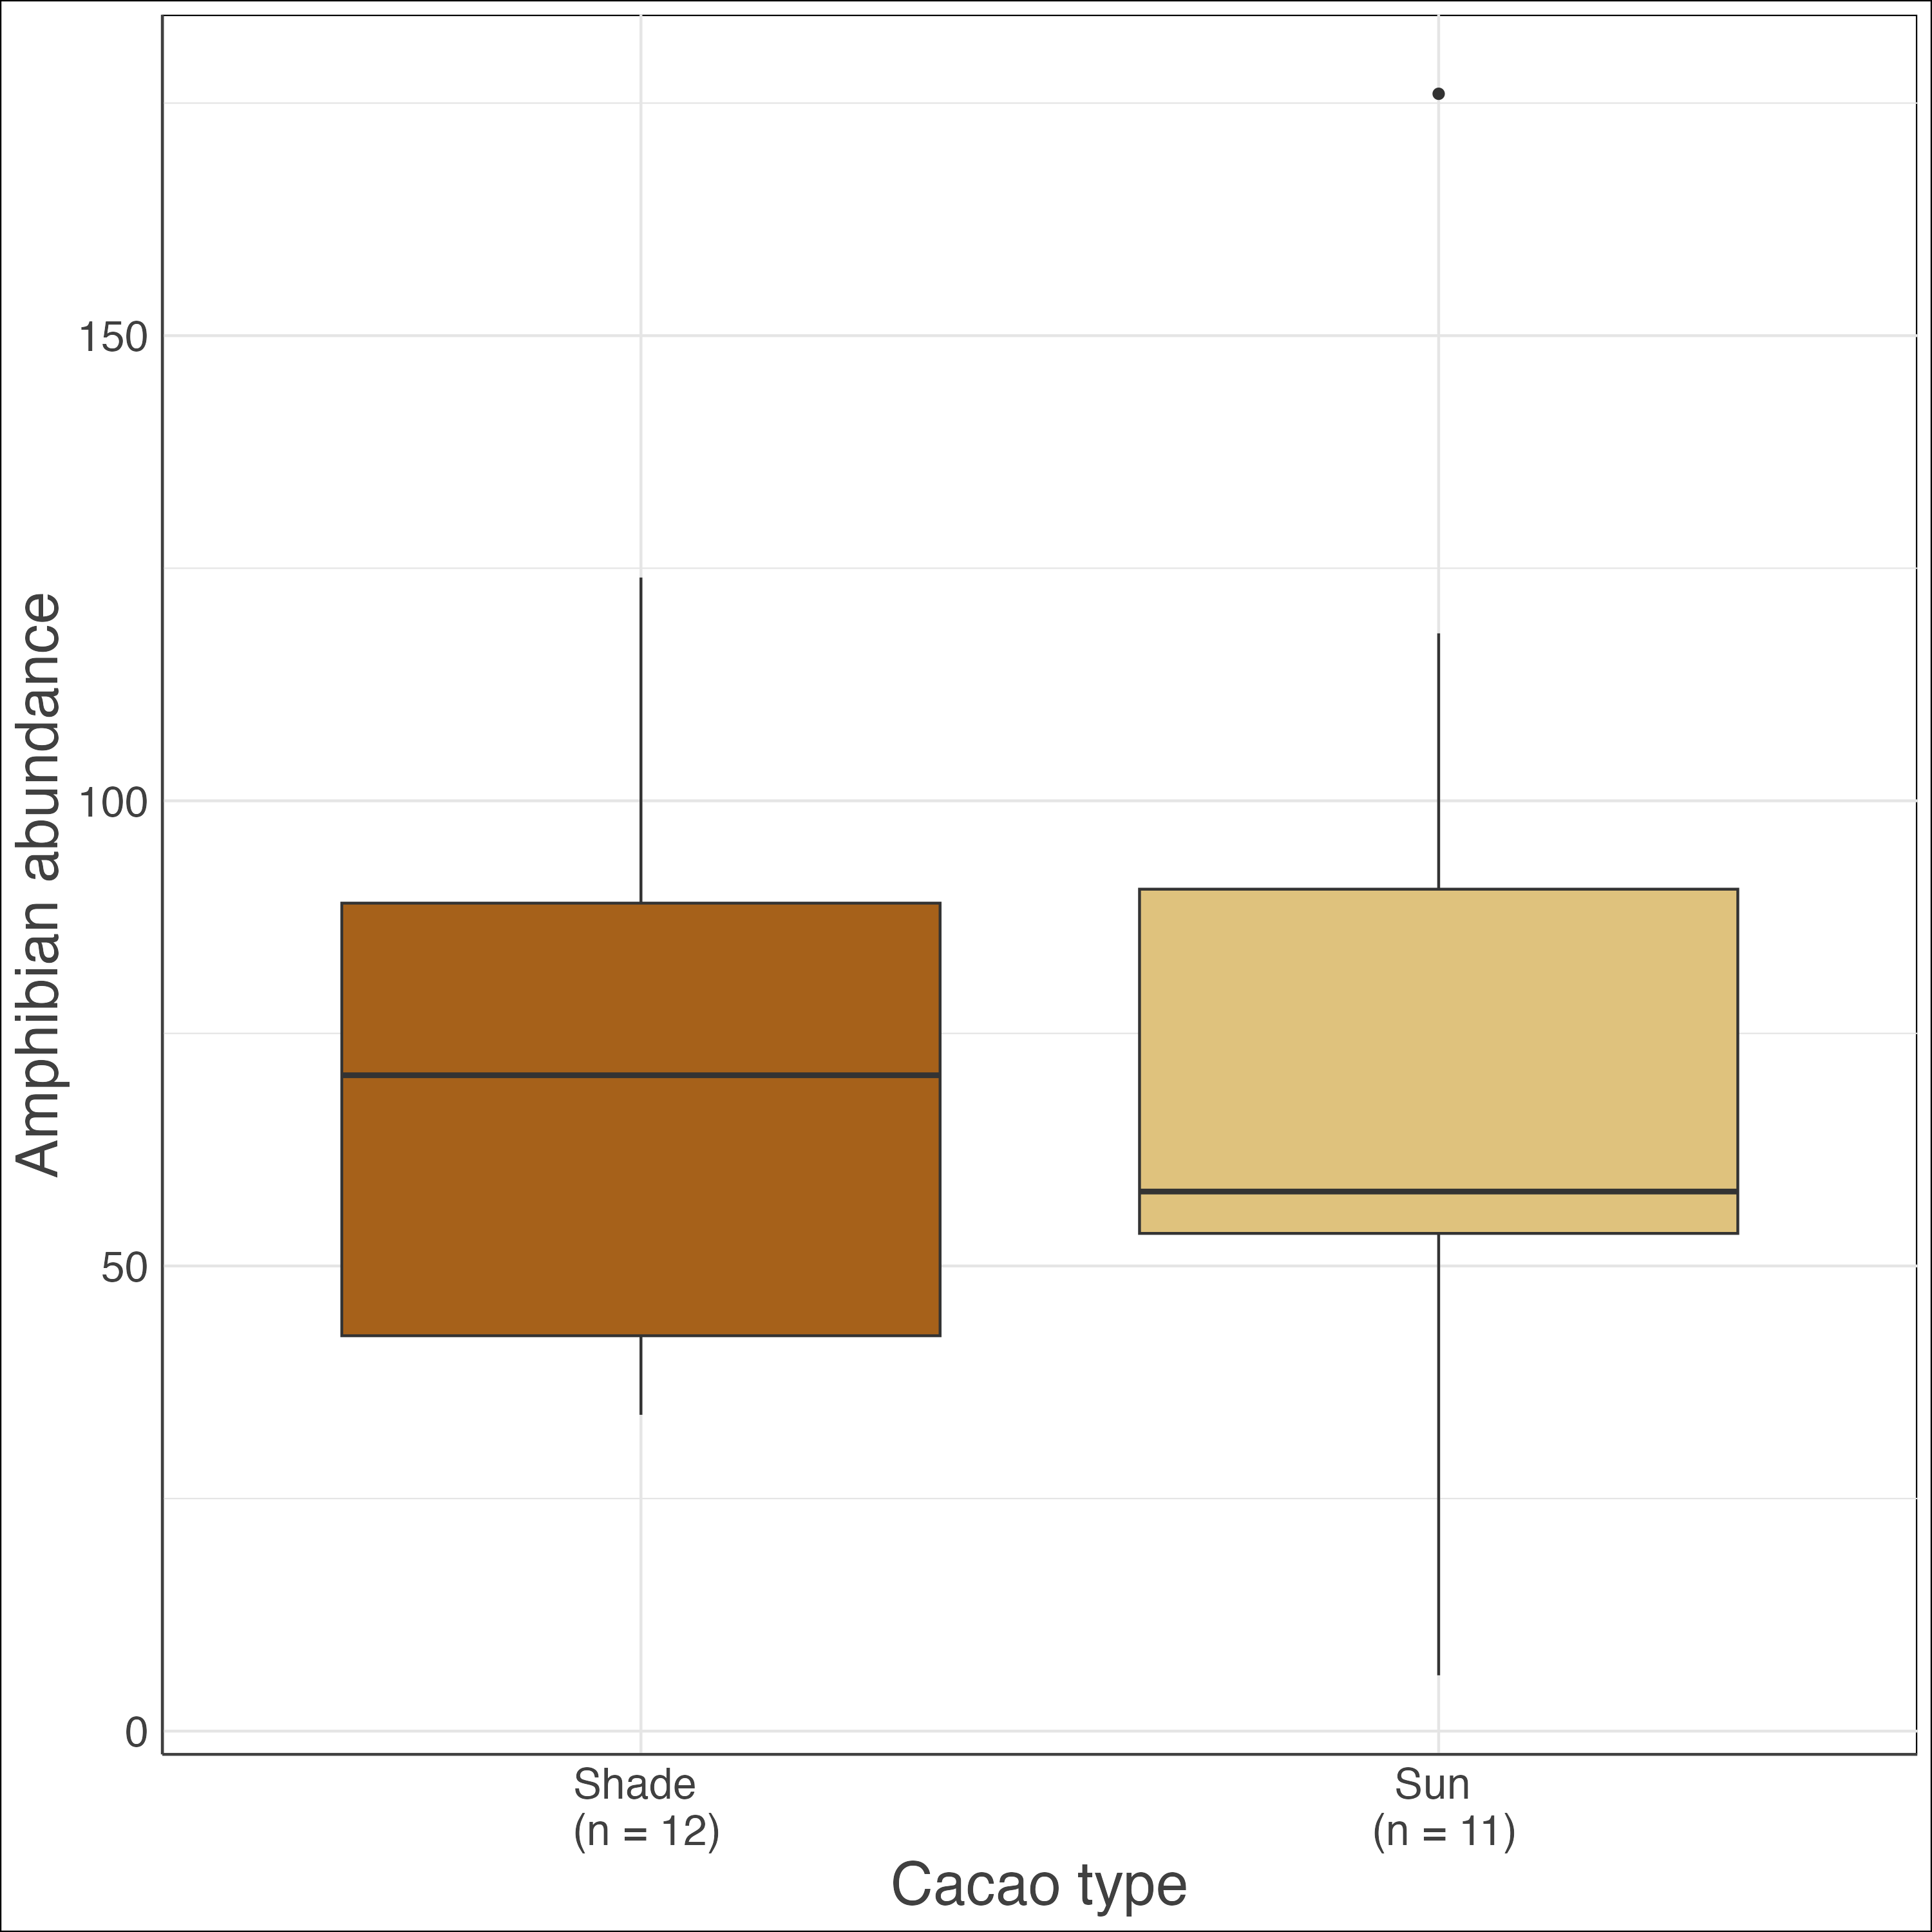 Amphibian abundance
150
100
50
0
Shade
(n = 12)
Sun
(n = 11)
Cacao type